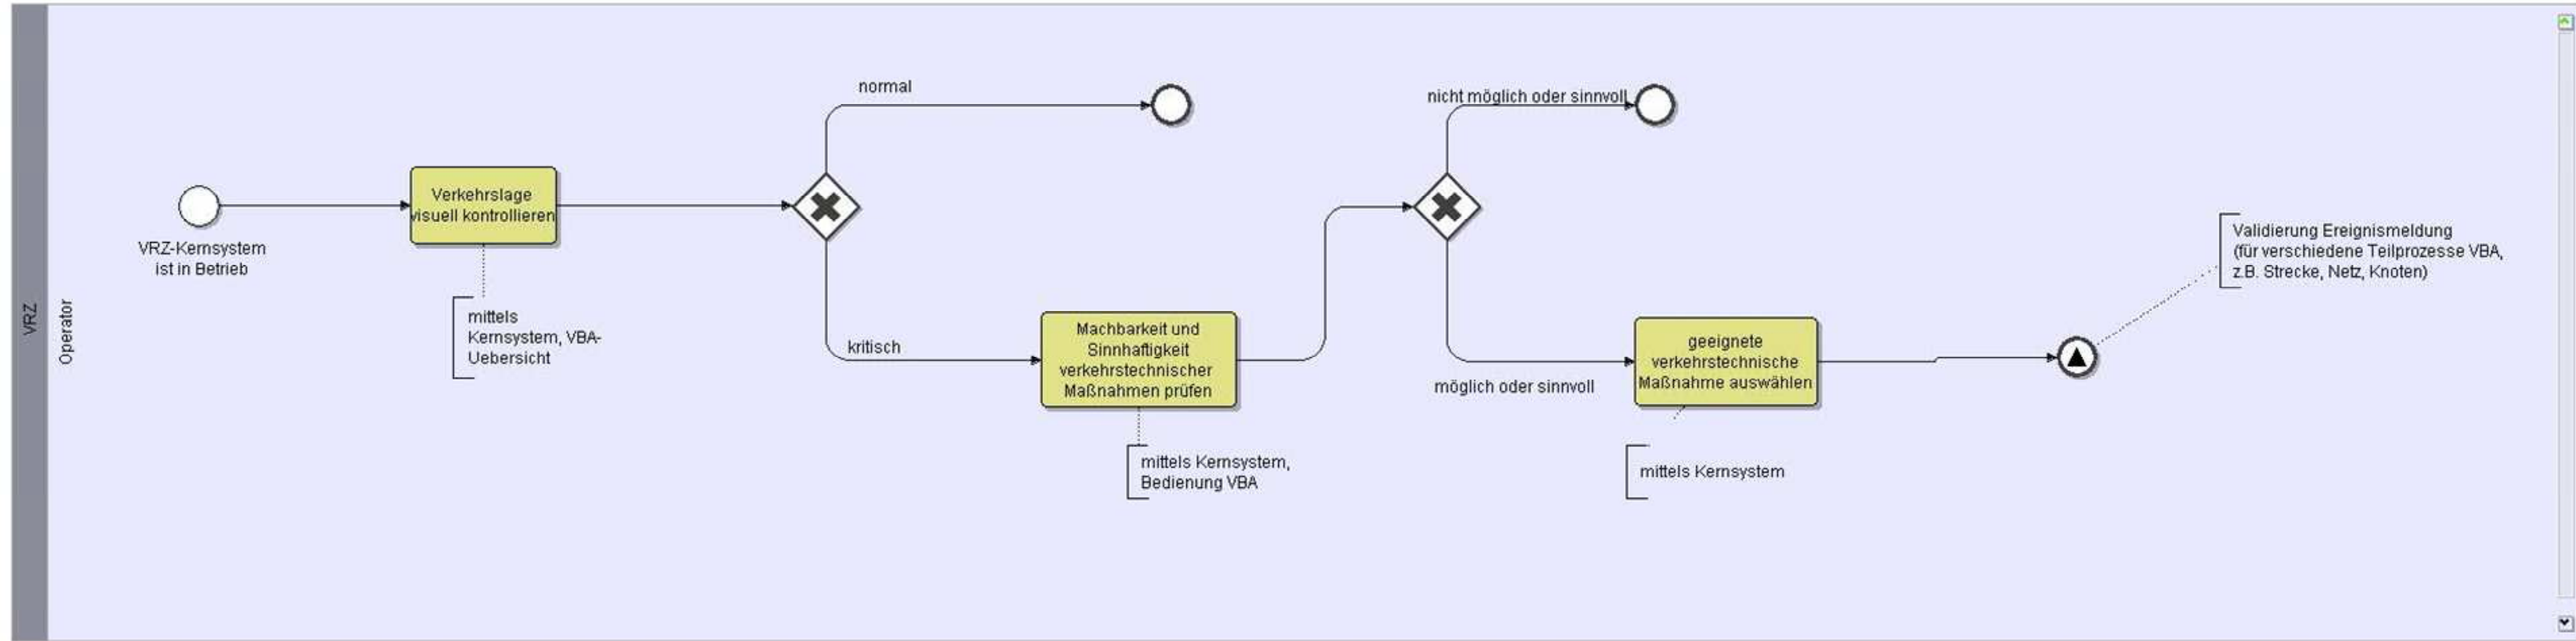 VRZ
Operator
VRZ-Kernsystem
ist in Betrieb
Verkehrslage
visuell kontrollieren
mittels
Kernsystem, VBA-
Uebersicht
normal
kritisch
Machbarkeit und
Sinnhaftigkeit
verkehrstechnischer
Maßnahmen prüfen
mittels Kernsystem,
Bedienung VBA
nicht möglich oder sinnvoll
möglich oder sinnvoll
geeignete
verkehrstechnische
Maßnahme auswählen
mittels Kernsystem
Validierung Ereignismeldung
(für verschiedene Teilprozesse VBA,
z.B. Strecke, Netz, Knoten)